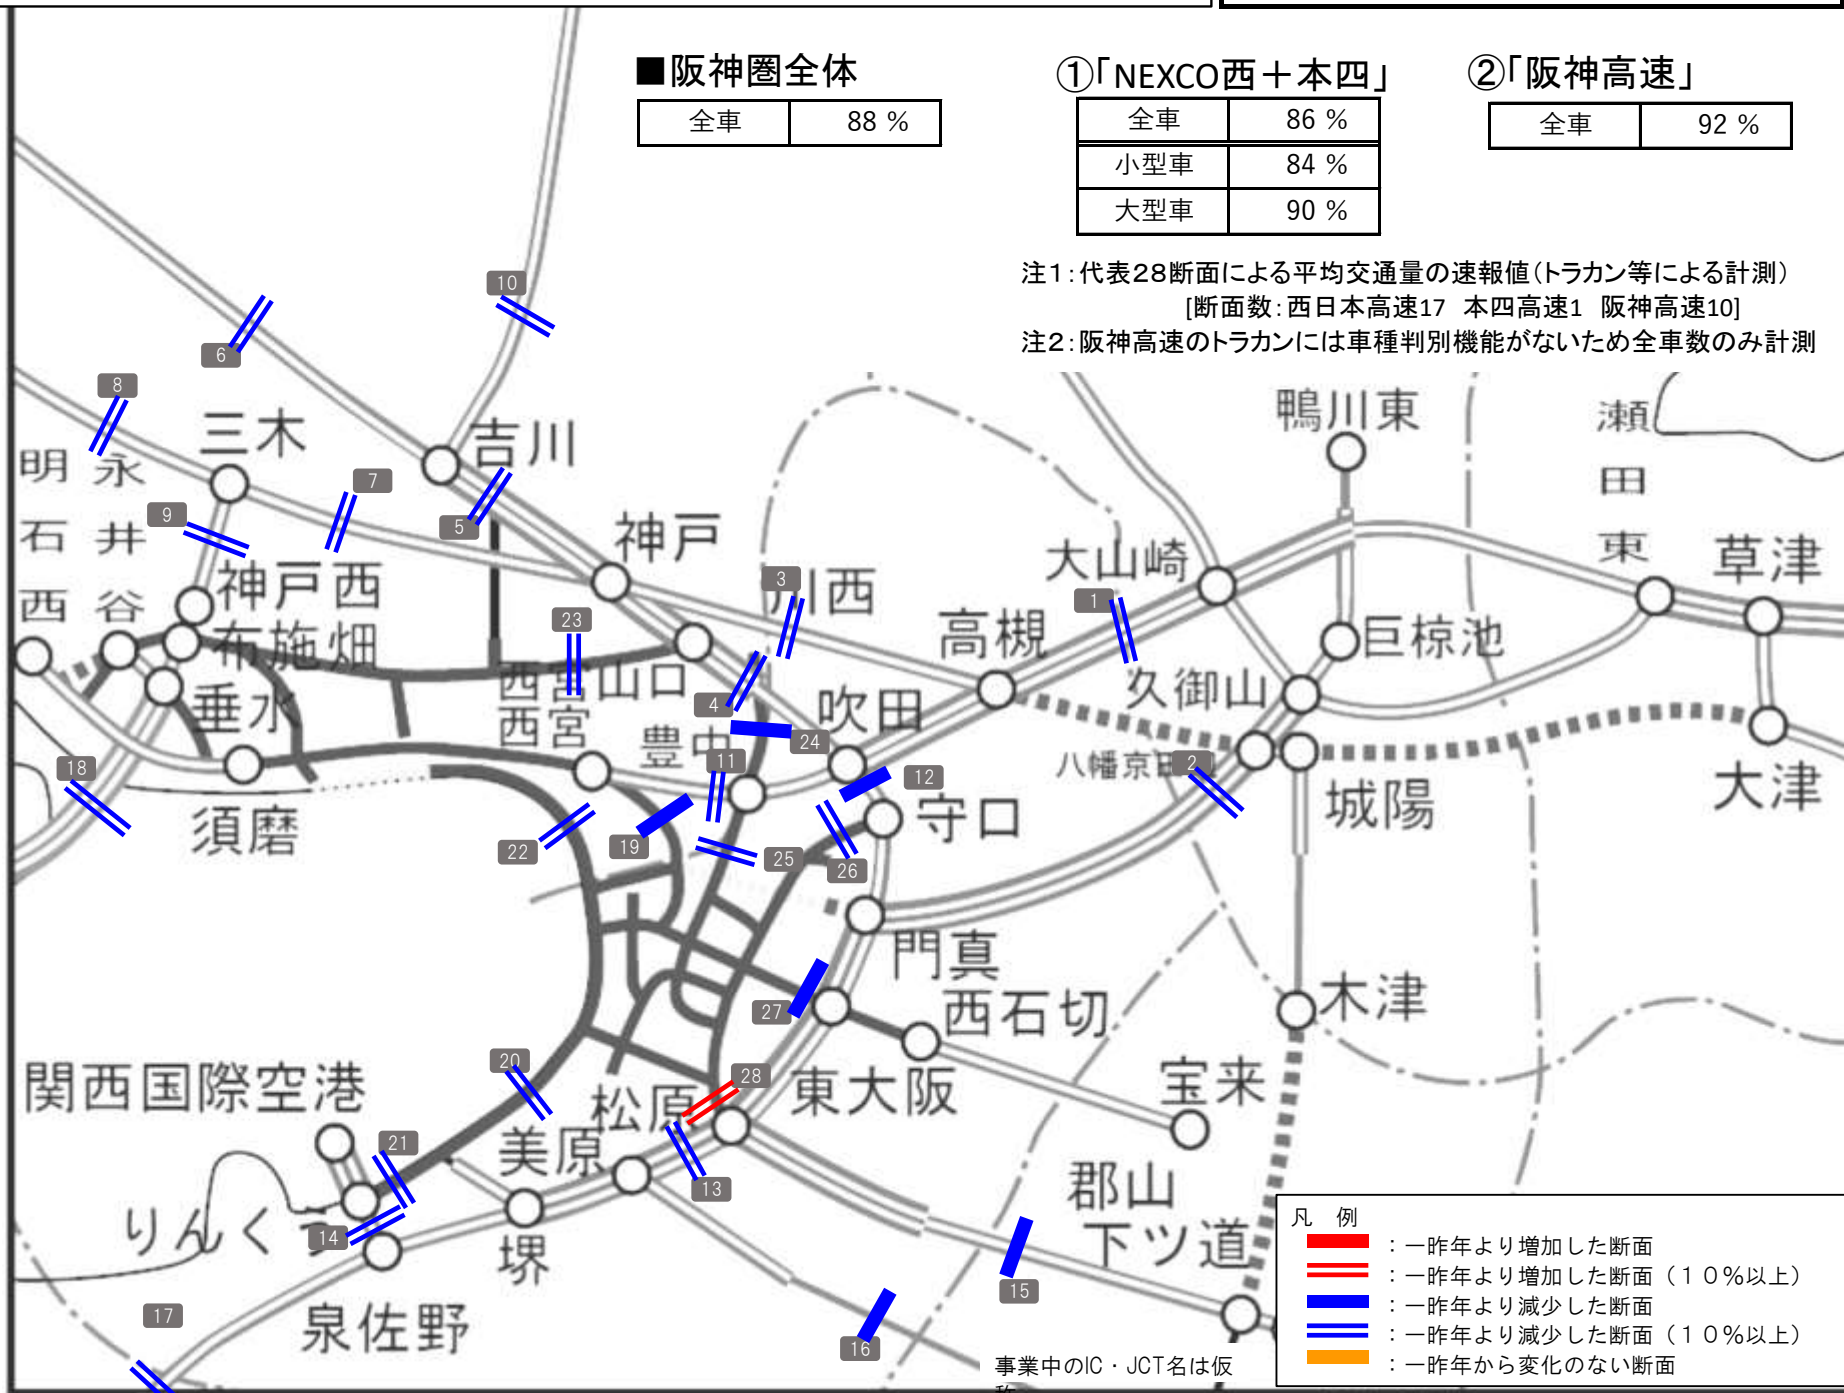 ■阪神圏全体
全車 88 %
①「NEXCO西＋本四」
全車 86 %
小型車 84 %
大型車 90 %
②「阪神高速」
全車 92 %
注1：代表28断面による平均交通量の速報値（トラカン等による計測）
[断面数：西日本高速17 本四高速1 阪神高速10]
注2：阪神高速のトラカンには車種判別機能がないため全車数のみ計測
10
6
8
三木
吉川
鴨川東
瀬田東
明石西
永井谷
7
9
5
神戸
大山崎
草津
神戸西
3
川西
1
高槻
布施畑
23
西宮山口
巨椋池
久御山
垂水
4
吹田
西宮
豊中
24
八幡京田
2
18
11
12
大津
城陽
須磨
守口
22
19
25
26
門真
木津
27
西石切
20
関西国際空港
28
宝来
松原
東大阪
21
美原
13
郡山下ツ道
りんくう
14
堺
15
17
泉佐野
16
事業中のIC・JCT名は仮
凡 例
：一昨年より増加した断面
：一昨年より増加した断面（１０％以上）
：一昨年より減少した断面
：一昨年より減少した断面（１０％以上）
：一昨年から変化のない断面